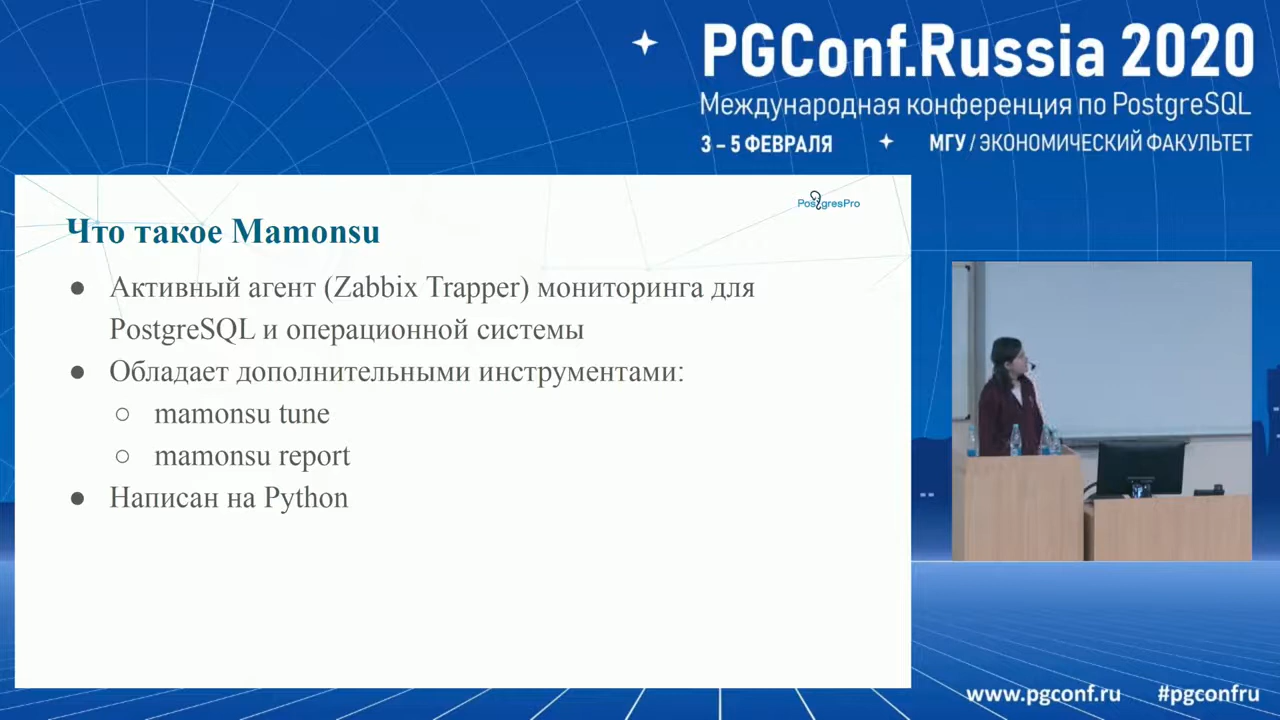 PGConf.Russia 2020
Международная конференция по PostgreSQL
3 – 5 ФЕВРАЛЯ
МГУ / ЭКОНОМИЧЕСКИЙ ФАКУЛЬТЕТ
PostgresPro
Что такое Mamonsu
● Активный агент (Zabbix Trapper) мониторинга для
PostgreSQL и операционной системы
● Обладает дополнительными инструментами:
○ mamonsu tune
○ mamonsu report
● Написан на Python
www.pgconf.ru
#pgconfru